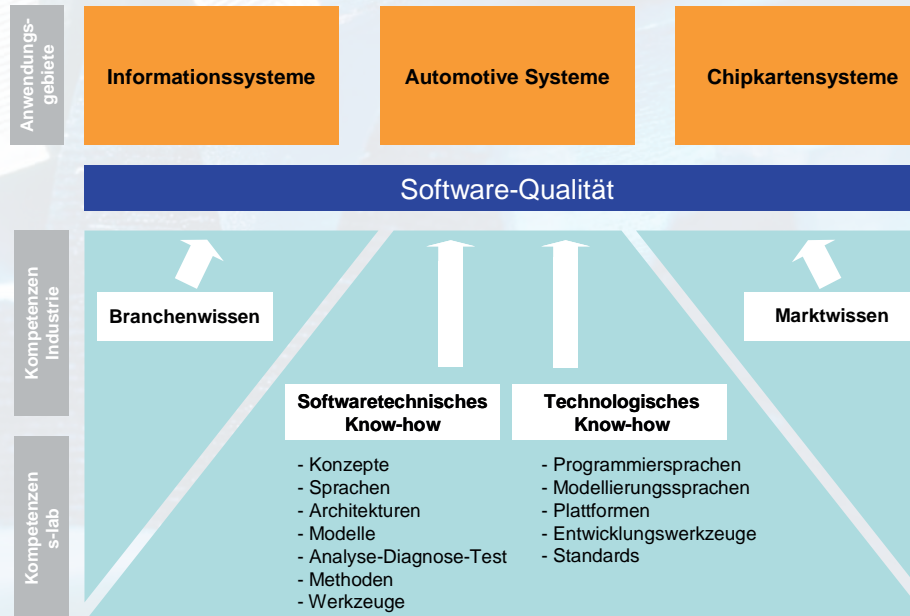 Anwendungs-
gebiete
Informationssysteme
Automotive Systeme
Chipkartensysteme
Software-Qualität
Kompetenzen
Industrie
Branchenwissen
Marktwissen
Softwaretechnisches
Know-how
Technologisches
Know-how
Kompetenzen
s-lab
- Konzepte
- Sprachen
- Architekturen
- Modelle
- Analyse-Diagnose-Test
- Methoden
- Werkzeuge
- Programmiersprachen
- Modellierungssprachen
- Plattformen
- Entwicklungswerkzeuge
- Standards